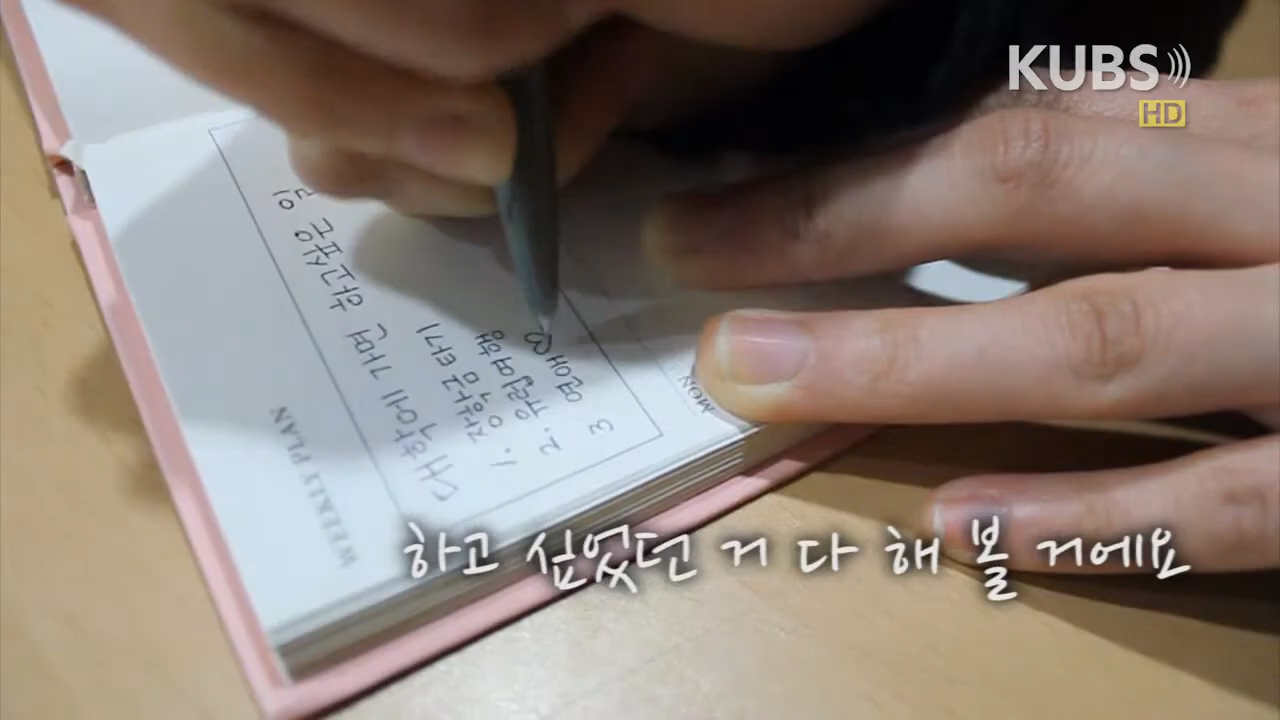 KUBS
HD
WEEKLY PLAN
대학에 가면 하고싶은
1. 장학금 타기
2. 유럽여행
3 연애
MON
하고 싶었던 거 다 해 볼 거에요